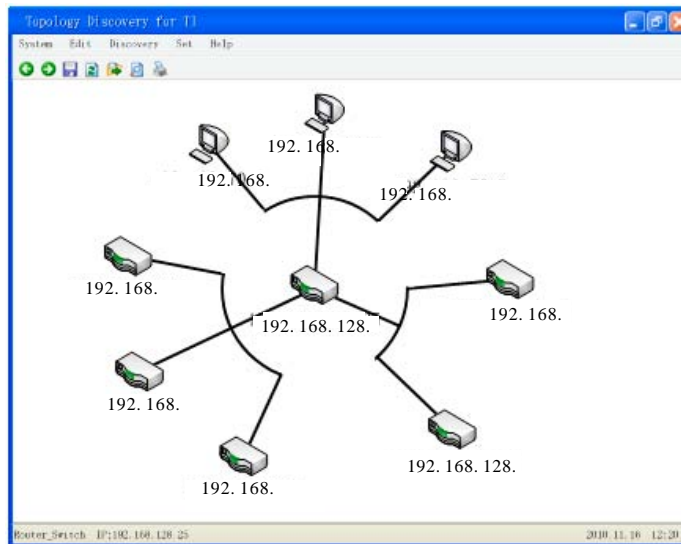 Topology Discovery for T1
System Edit Discovery Set Help
192. 168.
192. 168.
192. 168.
192. 168.
192. 168.
192. 168. 128.
192. 168.
192. 168. 128.
192. 168.
Router_Switch IP:192.168.128.25
2010.11.16 12:20